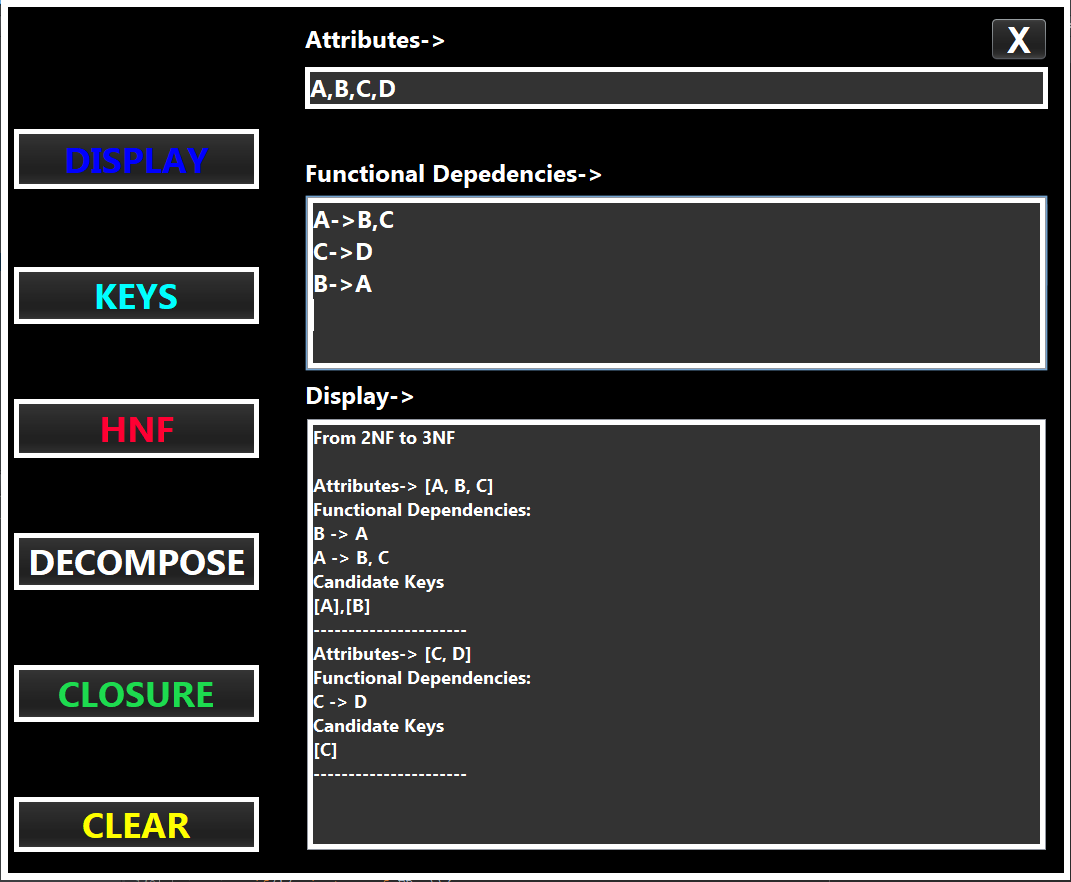 Attributes->
X
A,B,C,D
DISPLAY
Functional Depedencies->
A->B,C
C->D
B->A
KEYS
Display->
HNF
From 2NF to 3NF
Attributes-> [A, B, C]
Functional Dependencies:
B -> A
A -> B, C
Candidate Keys
[A],[B]
-----------------------
Attributes-> [C, D]
Functional Dependencies:
C -> D
Candidate Keys
[C]
-----------------------
DECOMPOSE
CLOSURE
CLEAR